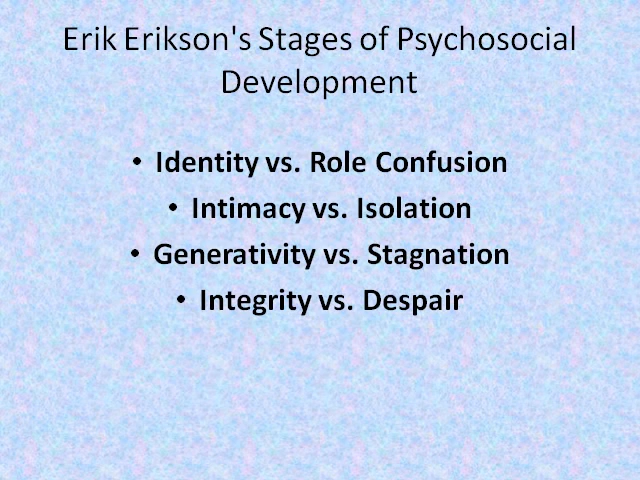 Erik Erikson's Stages of Psychosocial
Development
• Identity vs. Role Confusion
• Intimacy vs. Isolation
• Generativity vs. Stagnation
• Integrity vs. Despair